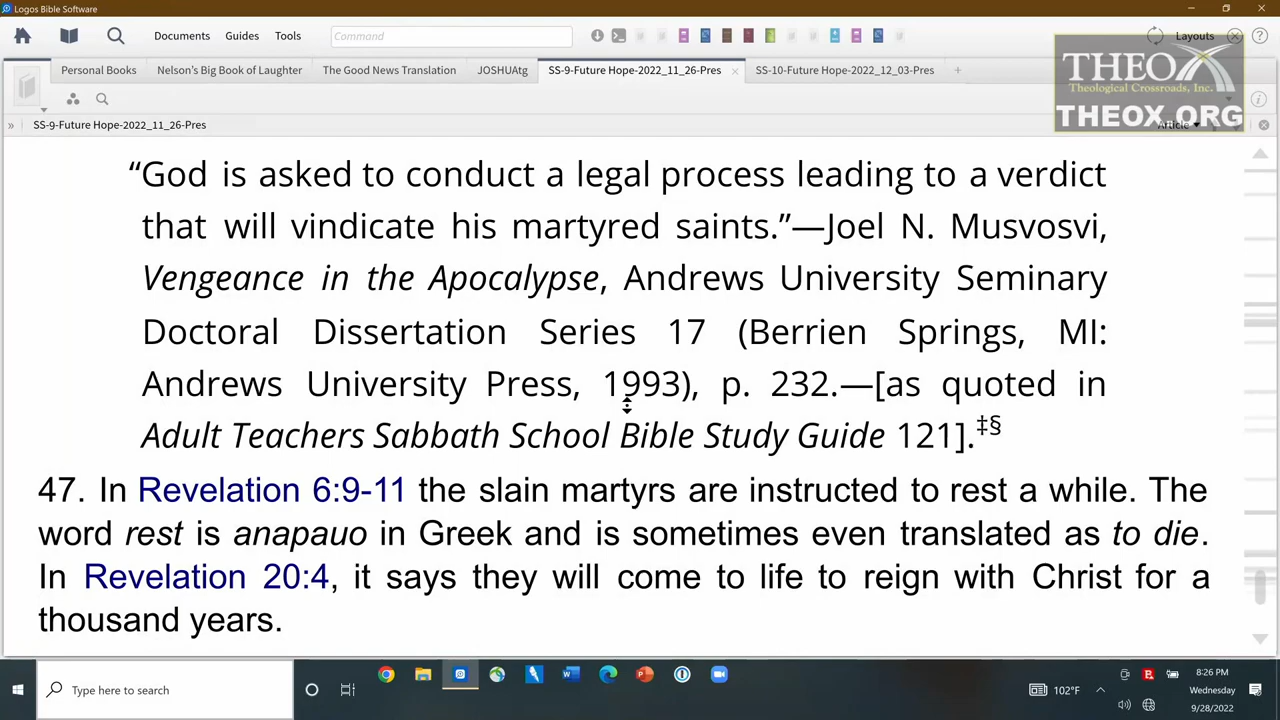 Logos Bible Software
Documents Guides Tools Command Layouts
Personal Books Nelson's Big Book of Laughter The Good News Translation JOSHUAtg SS-9-Future Hope-2022_11_26-Pres SS-10-Future Hope-2022_12_03-Pres
THEOX
Theological Crossroads, Inc.
THEOX.ORG
SS-9-Future Hope-2022_11_26-Pres Article
“God is asked to conduct a legal process leading to a verdict
that will vindicate his martyred saints.”—Joel N. Musvosvi,
Vengeance in the Apocalypse, Andrews University Seminary
Doctoral Dissertation Series 17 (Berrien Springs, MI:
Andrews University Press, 1993), p. 232.—[as quoted in
Adult Teachers Sabbath School Bible Study Guide 121].‡§
47. In Revelation 6:9-11 the slain martyrs are instructed to rest a while. The
word rest is anapauo in Greek and is sometimes even translated as to die.
In Revelation 20:4, it says they will come to life to reign with Christ for a
thousand years.
Type here to search
102°F
8:26 PM
Wednesday
9/28/2022